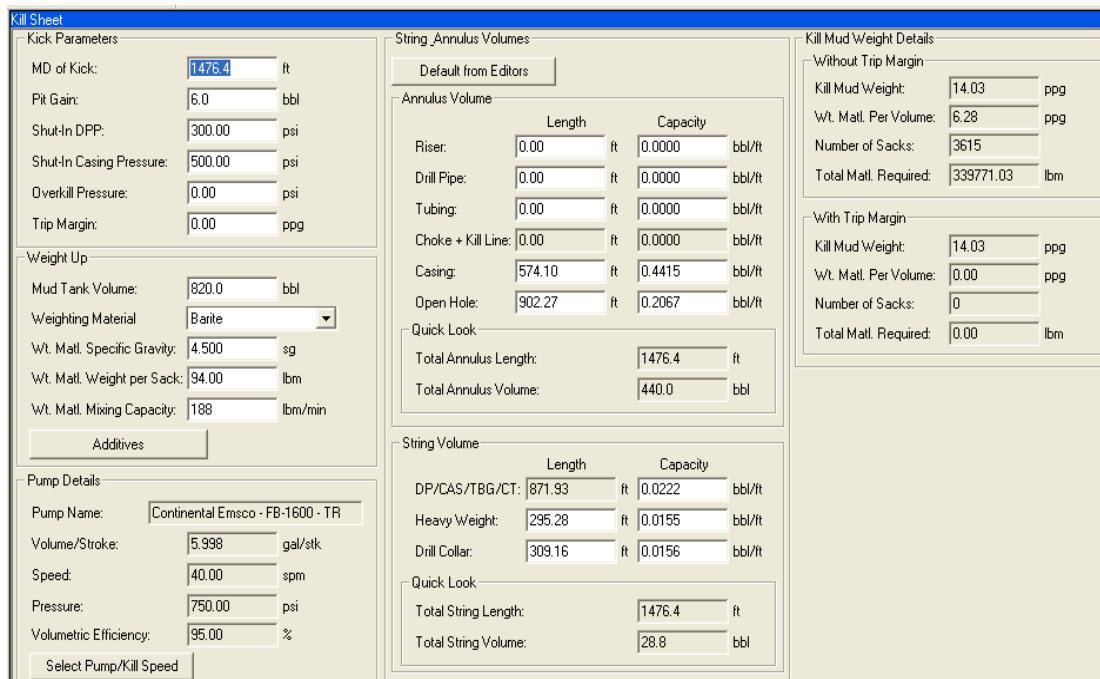 Kill Sheet
Kick Parameters
MD of Kick: 1476.4 ft
Pit Gain: 6.0 bbl
Shut-In DPP: 300.00 psi
Shut-In Casing Pressure: 500.00 psi
Overkill Pressure: 0.00 psi
Trip Margin: 0.00 ppg
Weight Up
Mud Tank Volume: 820.0 bbl
Weighting Material Barite
Wt. Matl. Specific Gravity: 4.500 sg
Wt. Matl. Weight per Sack: 94.00 lbm
Wt. Matl. Mixing Capacity: 188 lbm/min
Additives
Pump Details
Pump Name: Continental Emsco - FB-1600 - TR
Volume/Stroke: 5.998 gal/stk
Speed: 40.00 spm
Pressure: 750.00 psi
Volumetric Efficiency: 95.00 %
Select Pump/Kill Speed
String_Annulus Volumes
Default from Editors
Annulus Volume
Length Capacity
Riser: 0.00 ft 0.0000 bbl/ft
Drill Pipe: 0.00 ft 0.0000 bbl/ft
Tubing: 0.00 ft 0.0000 bbl/ft
Choke + Kill Line: 0.00 ft 0.0000 bbl/ft
Casing: 574.10 ft 0.4415 bbl/ft
Open Hole: 902.27 ft 0.2067 bbl/ft
Quick Look
Total Annulus Length: 1476.4 ft
Total Annulus Volume: 440.0 bbl
String Volume
Length Capacity
DP/CAS/TBG/CT: 871.93 ft 0.0222 bbl/ft
Heavy Weight: 295.28 ft 0.0155 bbl/ft
Drill Collar: 309.16 ft 0.0156 bbl/ft
Quick Look
Total String Length: 1476.4 ft
Total String Volume: 28.8 bbl
Kill Mud Weight Details
Without Trip Margin
Kill Mud Weight: 14.03 ppg
Wt. Matl. Per Volume: 6.28 ppg
Number of Sacks: 3615
Total Matl. Required: 339771.03 lbm
With Trip Margin
Kill Mud Weight: 14.03 ppg
Wt. Matl. Per Volume: 0.00 ppg
Number of Sacks: 0
Total Matl. Required: 0.00 lbm